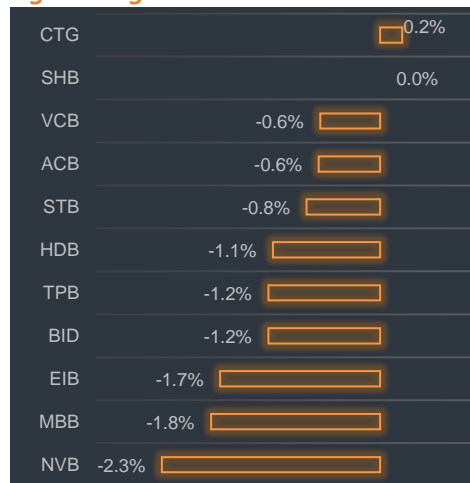 CTG 0.2%
SHB 0.0%
VCB -0.6%
ACB -0.6%
STB -0.8%
HDB -1.1%
TPB -1.2%
BID -1.2%
EIB -1.7%
MBB -1.8%
NVB -2.3%